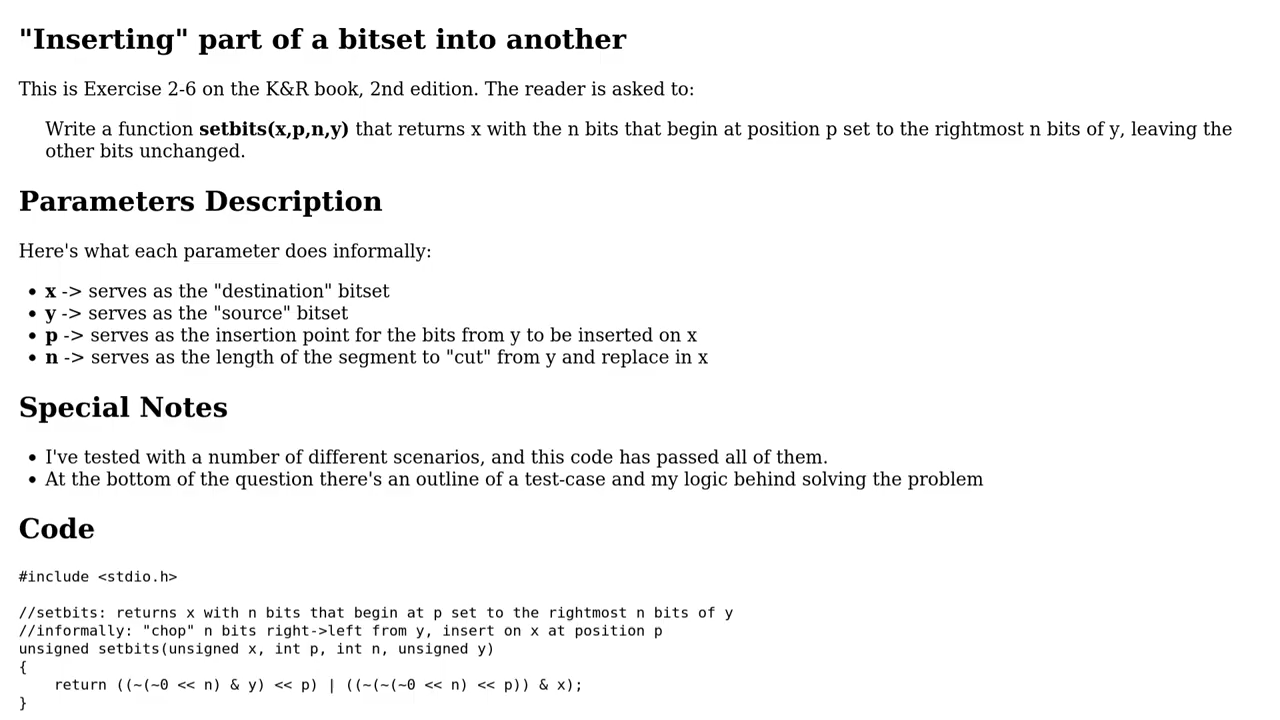 "Inserting" part of a bitset into another
This is Exercise 2-6 on the K&R book, 2nd edition. The reader is asked to:
Write a function setbits(x,p,n,y) that returns x with the n bits that begin at position p set to the rightmost n bits of y, leaving the
other bits unchanged.
Parameters Description
Here's what each parameter does informally:
• x -> serves as the "destination" bitset
• y -> serves as the "source" bitset
• p -> serves as the insertion point for the bits from y to be inserted on x
• n -> serves as the length of the segment to "cut" from y and replace in x
Special Notes
• I've tested with a number of different scenarios, and this code has passed all of them.
• At the bottom of the question there's an outline of a test-case and my logic behind solving the problem
Code
#include <stdio.h>
//setbits: returns x with n bits that begin at p set to the rightmost n bits of y
//informally: "chop" n bits right->left from y, insert on x at position p
unsigned setbits(unsigned x, int p, int n, unsigned y)
{
    return ((~(~0 << n) & y) << p) | ((~(~(~0 << n) << p)) & x);
}